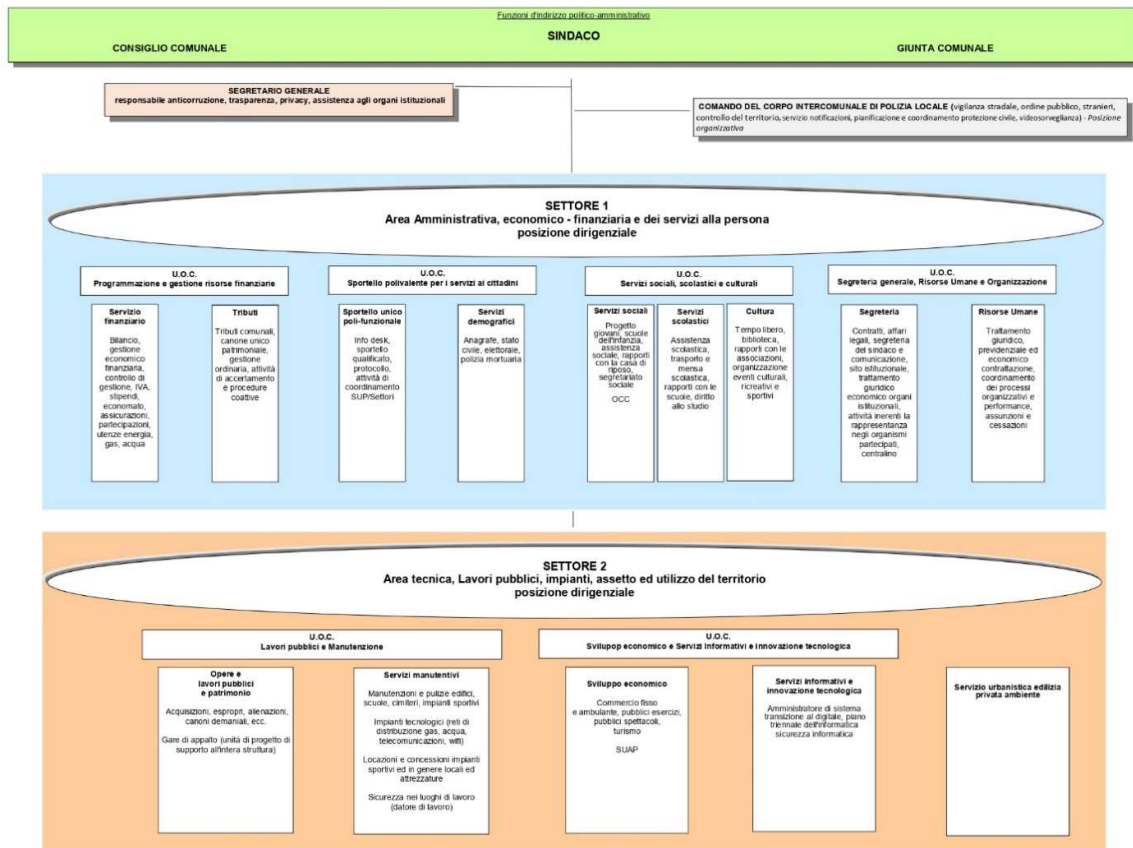 Funzioni d'indirizzo politico-amministrativo
SINDACO
CONSIGLIO COMUNALE
GIUNTA COMUNALE
SEGRETARIO GENERALE
responsabile anticorruzione, trasparenza, privacy, assistenza agli organi istituzionali
COMANDO DEL CORPO INTERCOMUNALE DI POLIZIA LOCALE (vigilanza stradale, ordine pubblico, stranieri,
controllo del territorio, servizio notificazioni, pianificazione e coordinamento protezione civile, videosorveglianza) - Posizione
organizzativa
SETTORE 1
Area Amministrativa, economico - finanziaria e dei servizi alla persona
posizione dirigenziale
U.O.C.
Programmazione e gestione risorse finanziarie
Servizio
finanziario
Bilancio,
gestione
economico
finanziaria,
controllo di
gestione, IVA,
stipendi,
economato,
assicurazioni,
partecipazioni,
utenze energia,
gas, acqua
Tributi
Tributi comunali,
canone unico
patrimoniale,
gestione
ordinaria, attività
di accertamento
e procedure
coattive
U.O.C.
Sportello polivalente per i servizi ai cittadini
Sportello unico
poli-funzionale
Info desk,
sportello
qualificato,
protocollo,
attività di
coordinamento
SUP/Settori
Servizi
demografici
Anagrafe, stato
civile, elettorale,
polizia mortuaria
U.O.C.
Servizi sociali, scolastici e culturali
Servizi sociali
Progetto
giovani, scuole
dell'infanzia,
assistenza
sociale, rapporti
con la casa di
riposo,
segretariato
sociale
OCC
Servizi
scolastici
Assistenza
scolastica,
trasporto e
mensa
scolastica,
rapporti con le
scuole, diritto
allo studio
Cultura
Tempo libero,
biblioteca,
rapporti con le
associazioni,
organizzazione
eventi culturali,
ricreativi e
sportivi
U.O.C.
Segreteria generale, Risorse Umane e Organizzazione
Segreteria
Contratti, affari
legali, segreteria
del sindaco e
comunicazione,
sito istituzionale,
trattamento
giuridico
economico organi
istituzionali,
attività inerenti la
rappresentanza
negli organismi
partecipati,
centralino
Risorse Umane
Trattamento
giuridico,
previdenziale ed
economico
contrattazione,
coordinamento
dei processi
organizzativi e
performance,
assunzioni e
cessazioni
SETTORE 2
Area tecnica, Lavori pubblici, impianti, assetto ed utilizzo del territorio
posizione dirigenziale
U.O.C.
Lavori pubblici e Manutenzione
Opere e
lavori pubblici
e patrimonio
Acquisizioni, espropri, alienazioni,
canoni demaniali, ecc.
Gare di appalto (unità di progetto di
supporto all'intera struttura)
Servizi manutentivi
Manutenzioni e pulizie edifici,
scuole, cimiteri, impianti sportivi
Impianti tecnologici (reti di
distribuzione gas, acqua,
telecomunicazioni, wifi)
Locazioni e concessioni impianti
sportivi ed in genere locali ed
attrezzature
Sicurezza nei luoghi di lavoro
(datore di lavoro)
U.O.C.
Svilupop economico e Servizi Informativi e innovazione tecnologica
Sviluppo economico
Commercio fisso
e ambulante, pubblici esercizi,
pubblici spettacoli,
turismo
SUAP
Servizi informativi e
innovazione tecnologica
Amministratore di sistema
transizione al digitale, piano
triennale dell'informatica
sicurezza informatica
Servizio urbanistica edilizia
privata ambiente